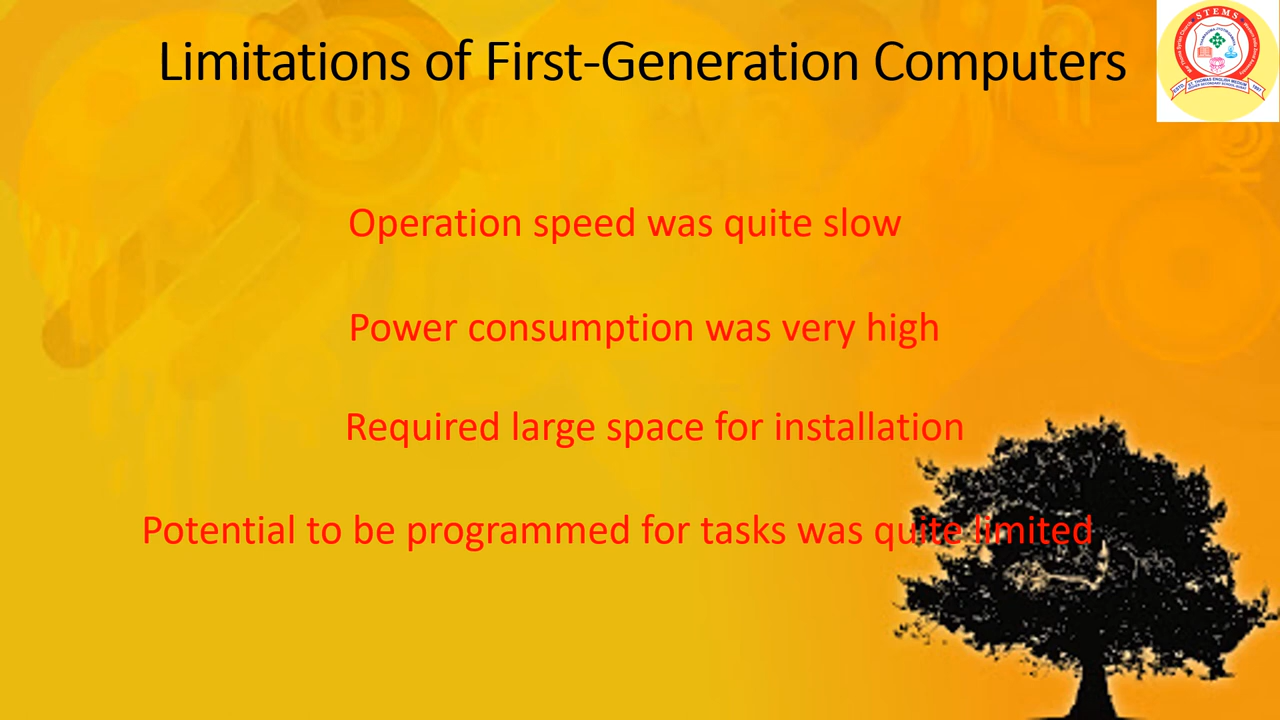 Limitations of First-Generation Computers
STEMS
Operation speed was quite slow
Power consumption was very high
Required large space for installation
Potential to be programmed for tasks was quite limited